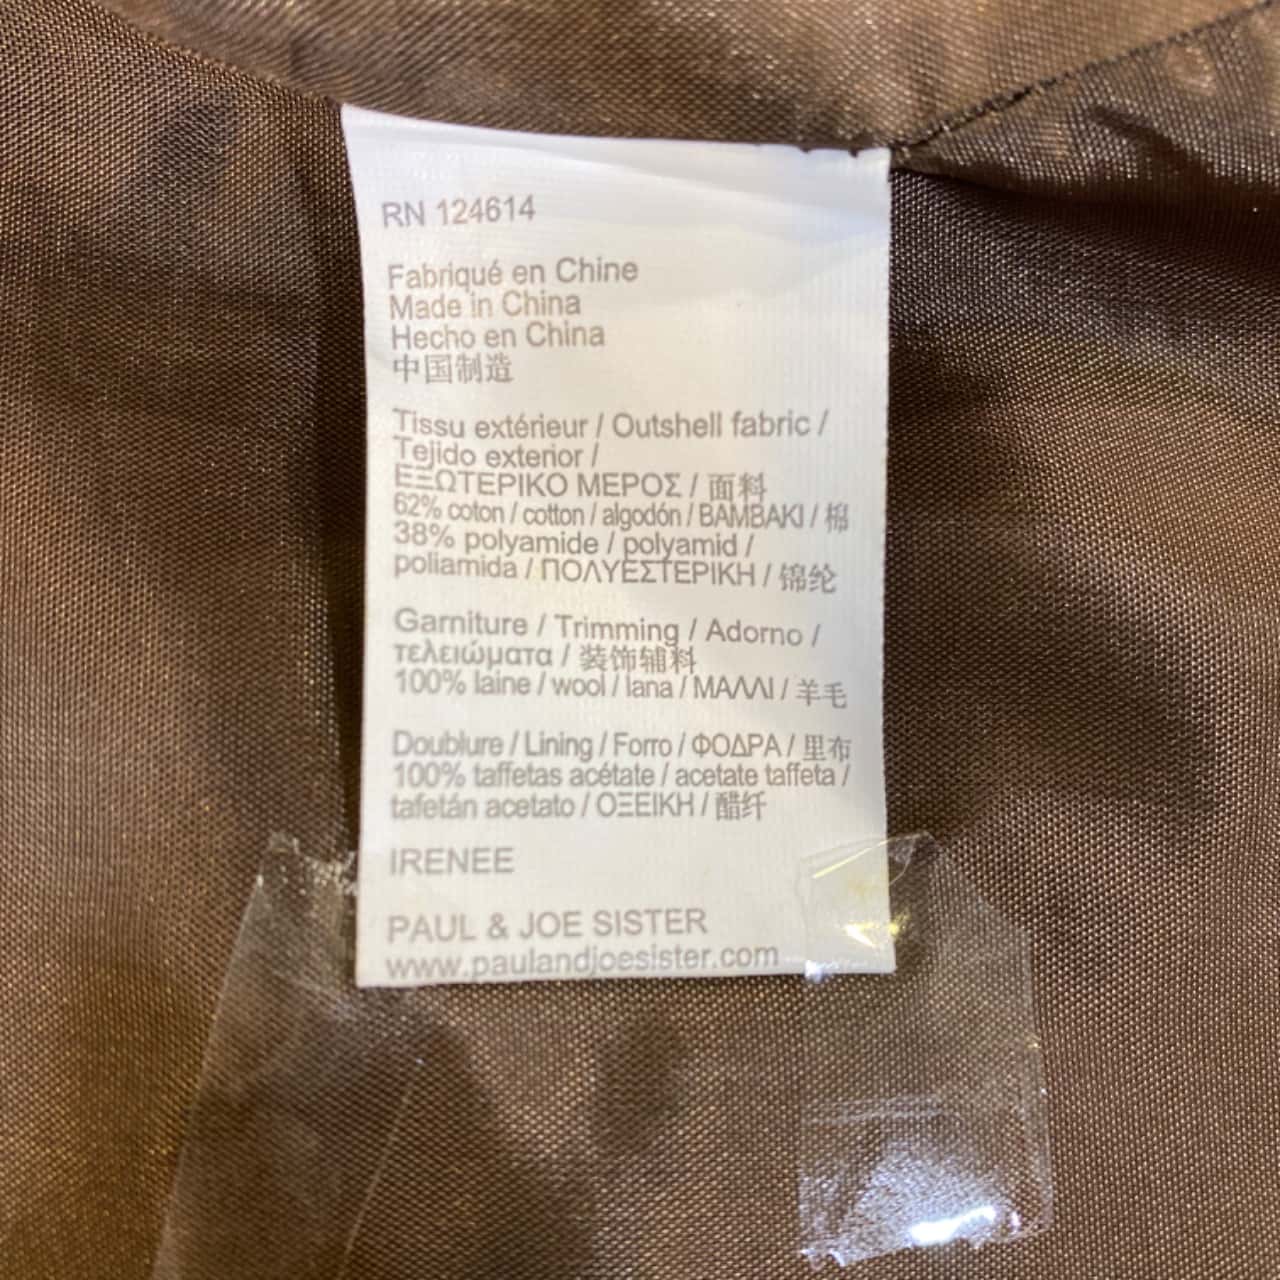 RN 124614
Fabriqué en Chine
Made in China
Hecho en China
中国制造
Tissu extérieur / Outshell fabric /
Tejido exterior /
ΕΞΩΤΕΡΙΚΟ ΜΕΡΟΣ / 面料
62% coton / cotton / algodón / ΒΑΜΒΑΚΙ / 棉
38% polyamide / polyamid /
poliamida / ΠΟΛΥΕΣΤΕΡΙΚΗ / 锦纶
Garniture / Trimming / Adorno /
τελειώματα / 装饰辅料
100% laine / wool / lana / ΜΑΛΛΙ / 羊毛
Doublure / Lining / Forro / ΦΟΔΡΑ / 里布
100% taffetas acétate / acetate taffeta /
tafetán acetato / ΟΞΕΙΚΗ / 醋纤
IRENEE
PAUL & JOE SISTER
www.paulandjoesister.com